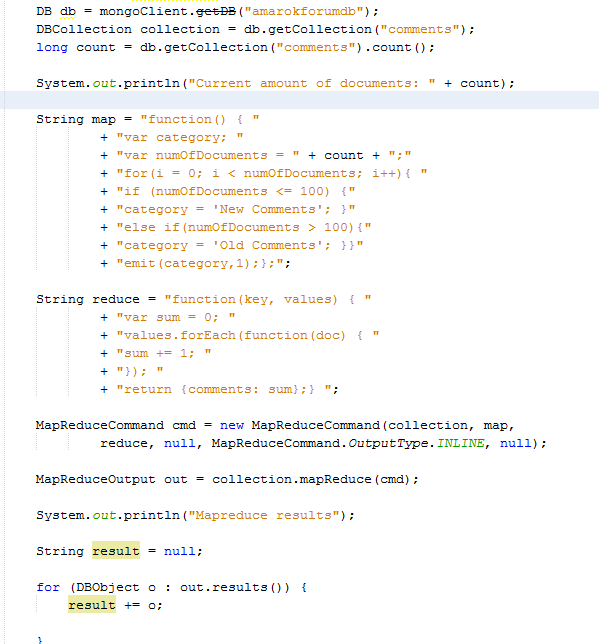 DB db = mongoClient.getDB("amarokforumdb");
DBCollection collection = db.getCollection("comments");
long count = db.getCollection("comments").count();
System.out.println("Current amount of documents: " + count);
String map = "function() { "
+ "var category; "
+ "var numOfDocuments = " + count + ";"
+ "for(i = 0; i < numOfDocuments; i++){ "
+ "if (numOfDocuments <= 100) {"
+ "category = 'New Comments'; }"
+ "else if(numOfDocuments > 100){"
+ "category = 'Old Comments'; }}"
+ "emit(category,1);};";
String reduce = "function(key, values) { "
+ "var sum = 0; "
+ "values.forEach(function(doc) { "
+ "sum += 1; "
+ "}); "
+ "return {comments: sum};} ";
MapReduceCommand cmd = new MapReduceCommand(collection, map,
reduce, null, MapReduceCommand.OutputType.INLINE, null);
MapReduceOutput out = collection.mapReduce(cmd);
System.out.println("Mapreduce results");
String result = null;
for (DBObject o : out.results()) {
result += o;
}